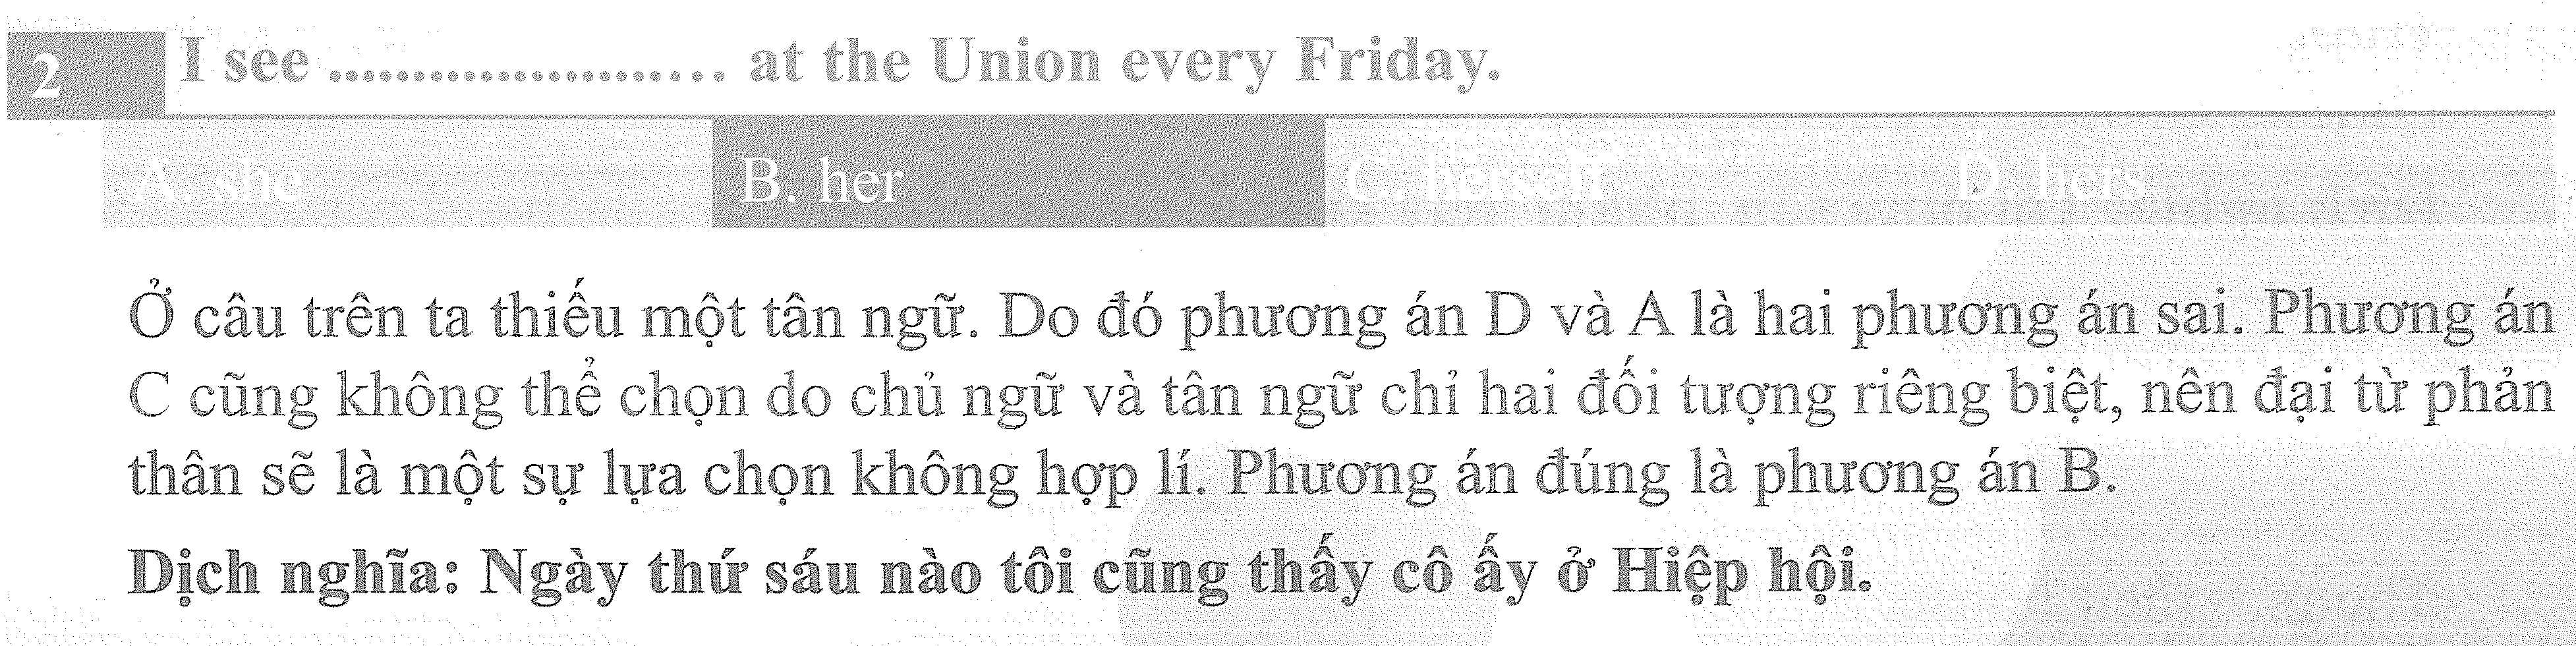 2 I see ........................ at the Union every Friday.
A. she B. her C. herself D. hers
Ở câu trên ta thiếu một tân ngữ. Do đó phương án D và A là hai phương án sai. Phương án
C cũng không thể chọn do chủ ngữ và tân ngữ chỉ hai đối tượng riêng biệt, nên đại từ phản
thân sẽ là một sự lựa chọn không hợp lí. Phương án đúng là phương án B.
Dịch nghĩa: Ngày thứ sáu nào tôi cũng thấy cô ấy ở Hiệp hội.